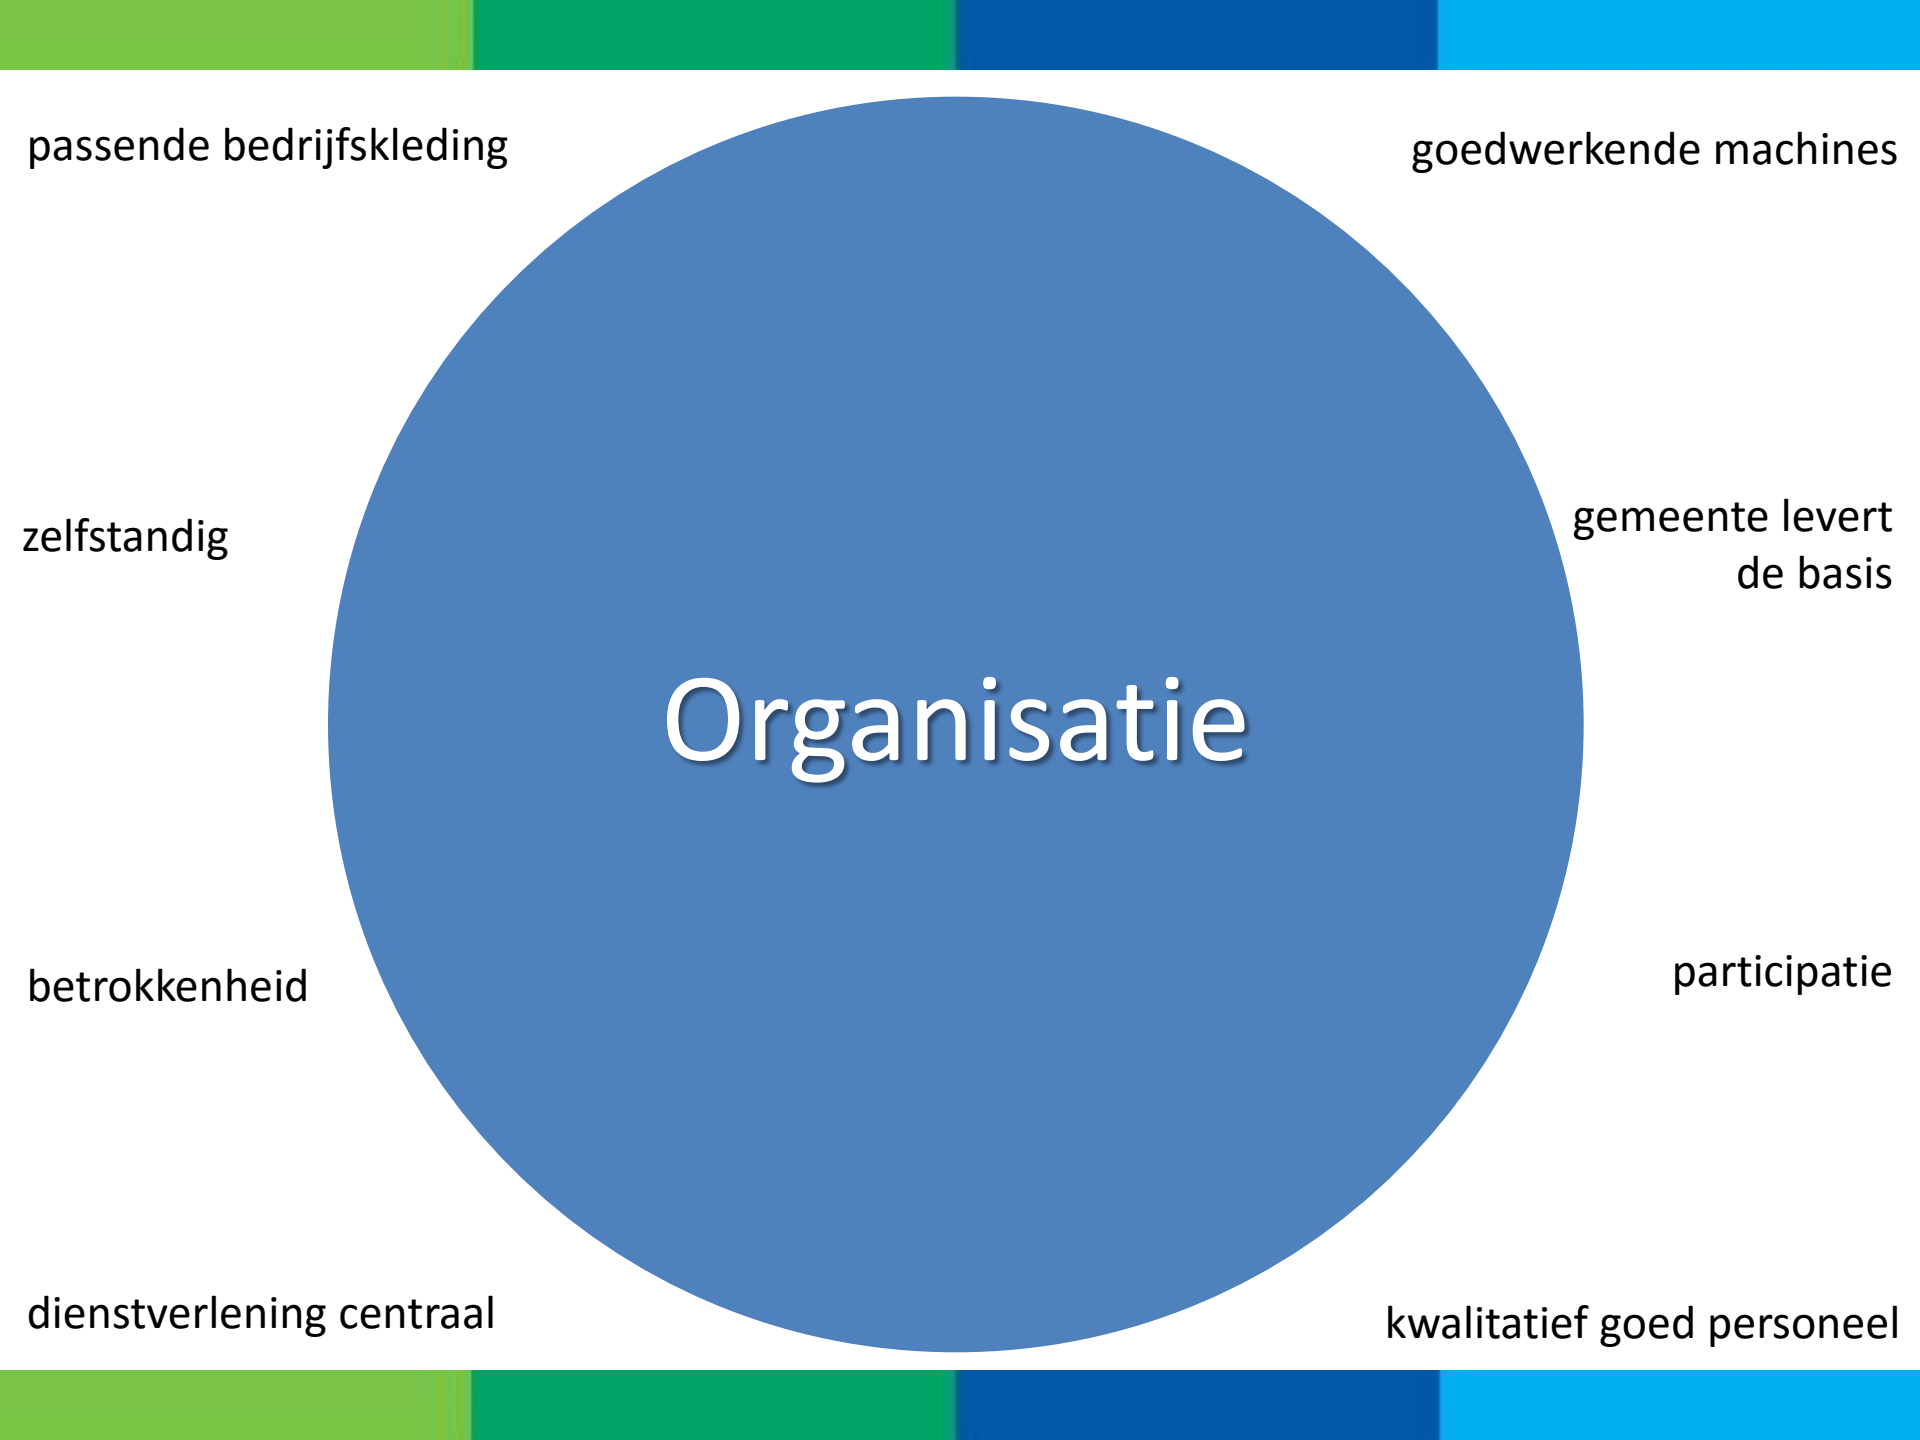 passende bedrijfskleding
goedwerkende machines
zelfstandig
gemeente levert
de basis
Organisatie
betrokkenheid
participatie
dienstverlening centraal
kwalitatief goed personeel